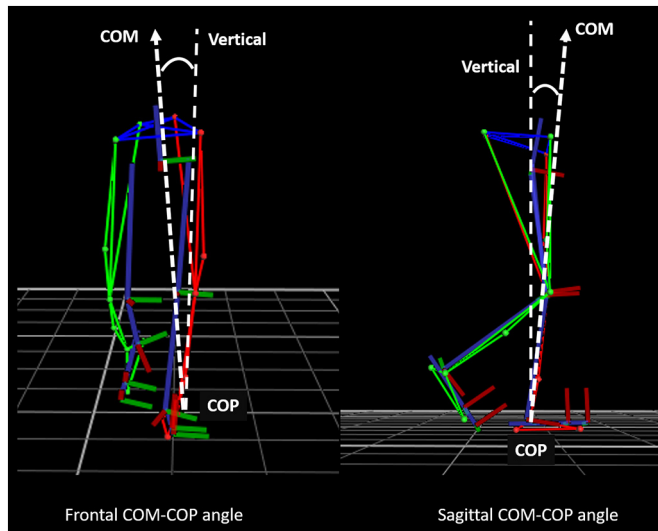 COM
Vertical
COP
Frontal COM-COP angle
COM
Vertical
COP
Sagittal COM-COP angle